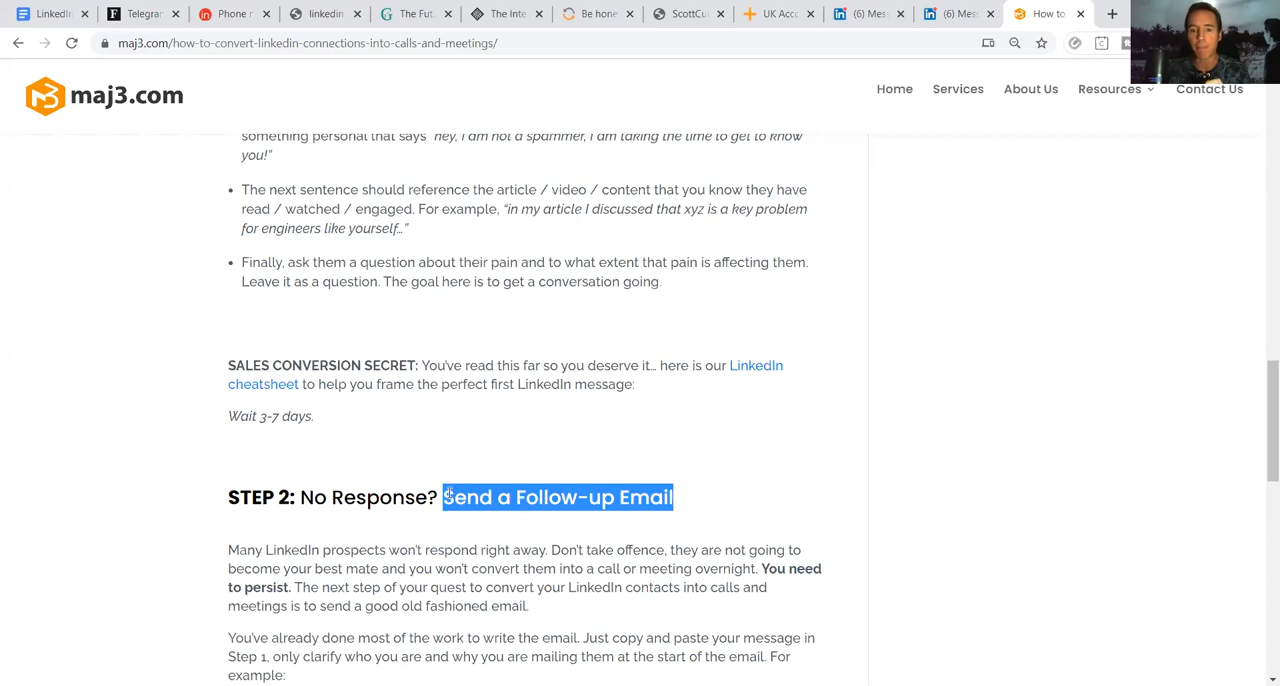 LinkedIn
Telegran
Phone n
linkedin
The Fut
The Inte
Be hone
ScottCu
UK Acc
(6) Mess
(6) Mess
How to
maj3.com/how-to-convert-linkedin-connections-into-calls-and-meetings/
maj3.com
Home Services About Us Resources Contact Us
something personal that says "hey, I am not a spammer, I am taking the time to get to know
you!"
• The next sentence should reference the article / video / content that you know they have
read / watched / engaged. For example, "in my article I discussed that xyz is a key problem
for engineers like yourself…"
• Finally, ask them a question about their pain and to what extent that pain is affecting them.
Leave it as a question. The goal here is to get a conversation going.
SALES CONVERSION SECRET: You've read this far so you deserve it… here is our LinkedIn
cheatsheet to help you frame the perfect first LinkedIn message:
Wait 3-7 days.
STEP 2: No Response? Send a Follow-up Email
Many LinkedIn prospects won't respond right away. Don't take offence, they are not going to
become your best mate and you won't convert them into a call or meeting overnight. You need
to persist. The next step of your quest to convert your LinkedIn contacts into calls and
meetings is to send a good old fashioned email.
You've already done most of the work to write the email. Just copy and paste your message in
Step 1, only clarify who you are and why you are mailing them at the start of the email. For
example: